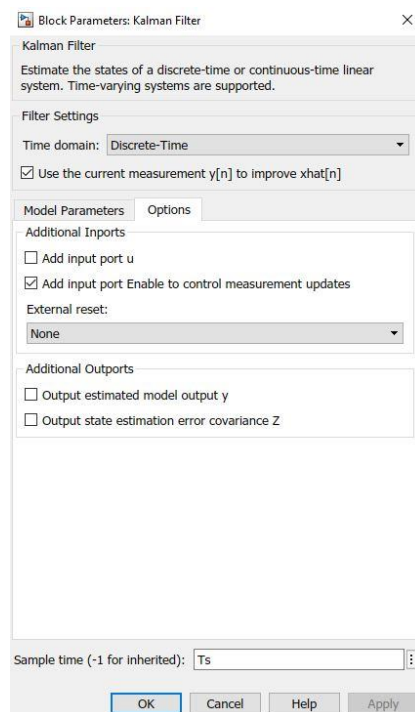 Block Parameters: Kalman Filter
Kalman Filter
Estimate the states of a discrete-time or continuous-time linear
system. Time-varying systems are supported.
Filter Settings
Time domain: Discrete-Time
Use the current measurement y[n] to improve xhat[n]
Model Parameters Options
Additional Inports
Add input port u
Add input port Enable to control measurement updates
External reset:
None
Additional Outports
Output estimated model output y
Output state estimation error covariance Z
Sample time (-1 for inherited): Ts
OK Cancel Help Apply